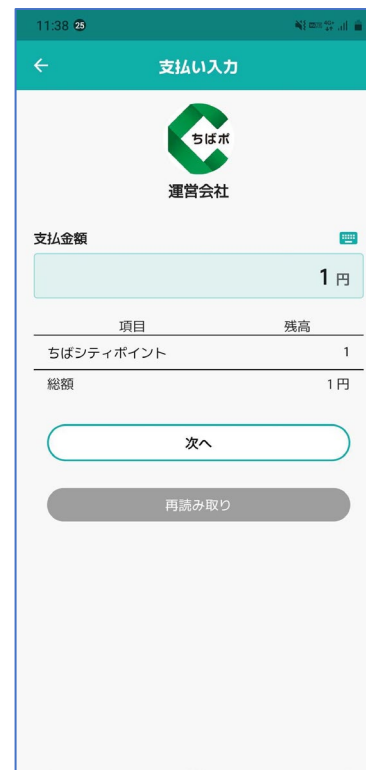 11:38 25
支払い入力
ちばポ
運営会社
支払金額
1 円
項目 残高
ちばシティポイント 1
総額 1円
次へ
再読み取り